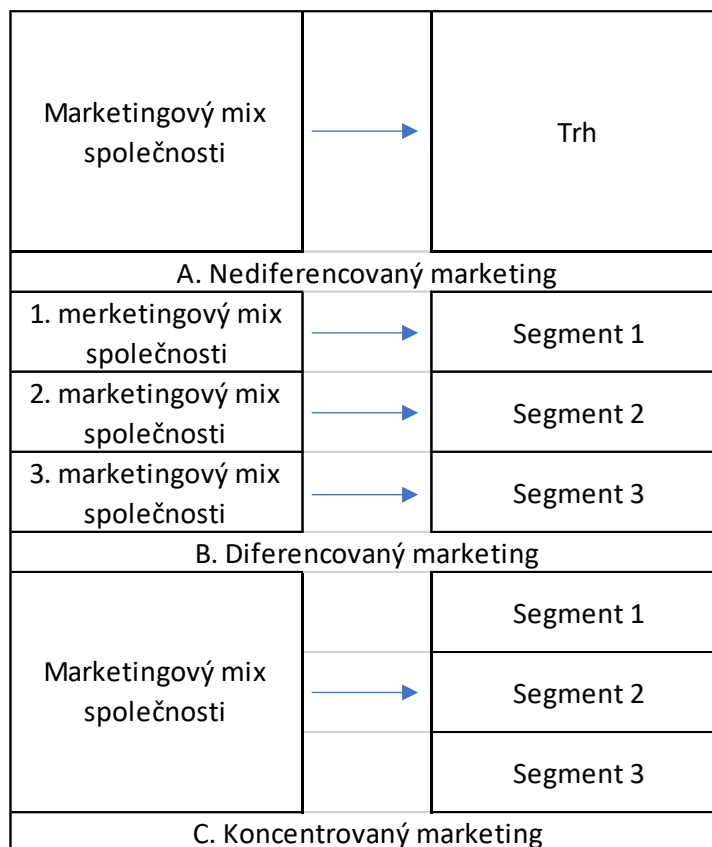 Marketingový mix
společnosti
Trh
A. Nediferencovaný marketing
1. merketingový mix
společnosti
Segment 1
2. marketingový mix
společnosti
Segment 2
3. marketingový mix
společnosti
Segment 3
B. Diferencovaný marketing
Marketingový mix
společnosti
Segment 1
Segment 2
Segment 3
C. Koncentrovaný marketing